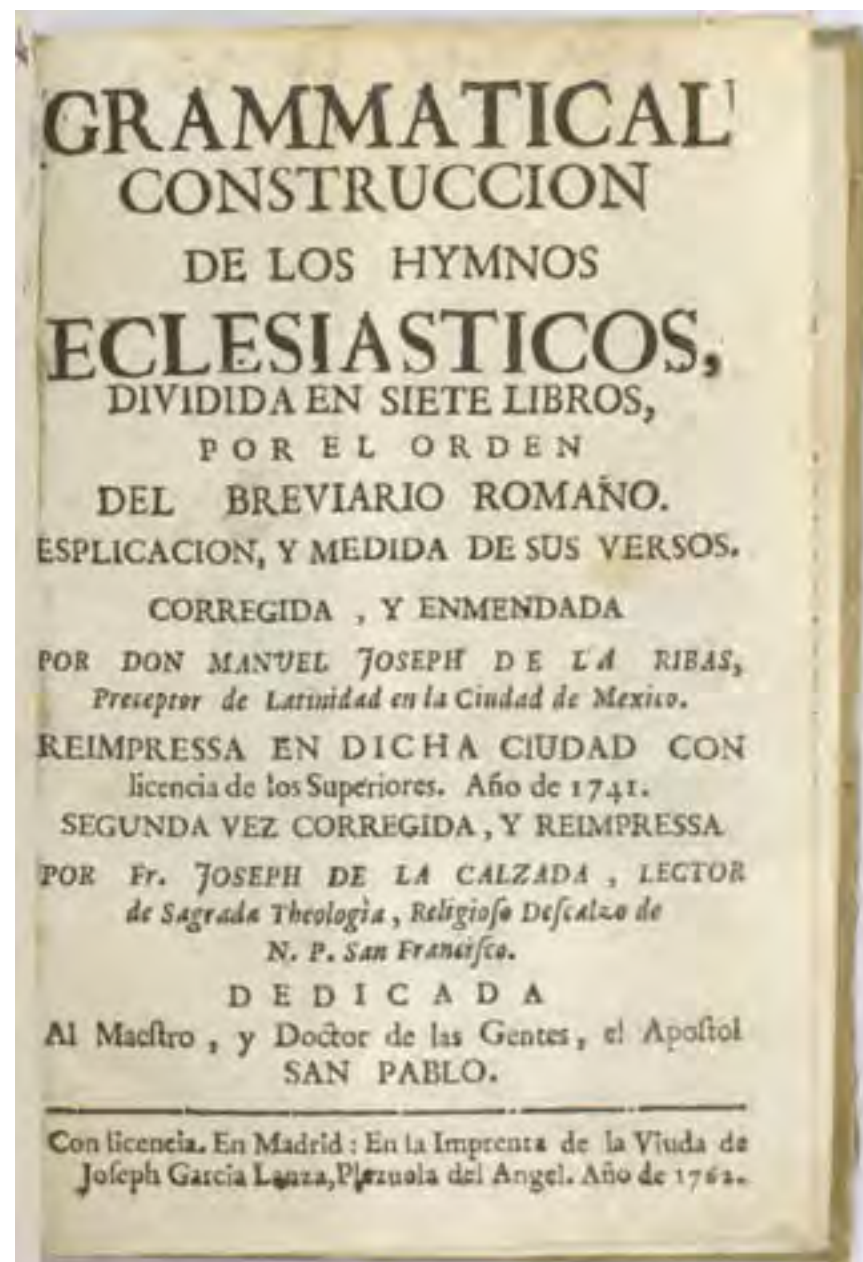 GRAMMATICAL
CONSTRUCCION
DE LOS HYMNOS
ECLESIASTICOS,
DIVIDIDA EN SIETE LIBROS,
POR EL ORDEN
DEL BREVIARIO ROMAÑO.
ESPLICACION, Y MEDIDA DE SUS VERSOS.
CORREGIDA , Y ENMENDADA
POR DON MANUEL JOSEPH DE LA RIBAS,
Preceptor de Latinidad en la Ciudad de Mexico.
REIMPRESSA EN DICHA CIUDAD CON
licencia de los Superiores. Año de 1741.
SEGUNDA VEZ CORREGIDA, Y REIMPRESSA
POR Fr. JOSEPH DE LA CALZADA , LECTOR
de Sagrada Theologia, Religioſo Deſcalzo de
N. P. San Franciſco.
DEDICADA
Al Maeſtro , y Doctor de las Gentes, el Apoſtol
SAN PABLO.
Con licencia. En Madrid : En la Imprenta de la Viuda de
Joſeph Garcia Lanza, Plazuela del Angel. Año de 1762.